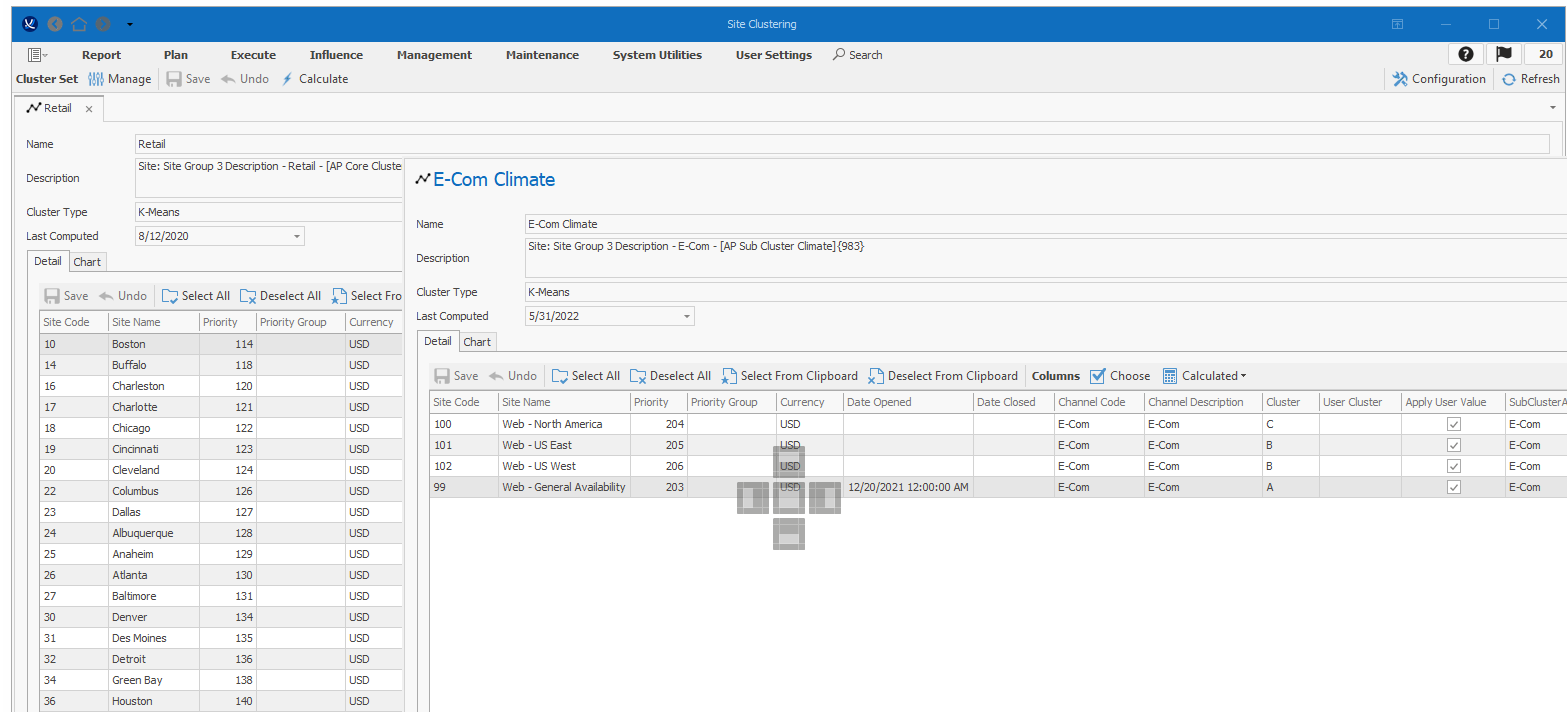 Site Clustering
Report Plan Execute Influence Management Maintenance System Utilities User Settings Search 20
Cluster Set Manage Save Undo Calculate Configuration Refresh
Retail
Name Retail
Description Site: Site Group 3 Description - Retail - [AP Core Cluste
Cluster Type K-Means
Last Computed 8/12/2020
Detail Chart
Save Undo Select All Deselect All Select Fro
Site Code Site Name Priority Priority Group Currency
10 Boston 114 USD
14 Buffalo 118 USD
16 Charleston 120 USD
17 Charlotte 121 USD
18 Chicago 122 USD
19 Cincinnati 123 USD
20 Cleveland 124 USD
22 Columbus 126 USD
23 Dallas 127 USD
24 Albuquerque 128 USD
25 Anaheim 129 USD
26 Atlanta 130 USD
27 Baltimore 131 USD
30 Denver 134 USD
31 Des Moines 135 USD
32 Detroit 136 USD
34 Green Bay 138 USD
36 Houston 140 USD
E-Com Climate
Name E-Com Climate
Description Site: Site Group 3 Description - E-Com - [AP Sub Cluster Climate]{983}
Cluster Type K-Means
Last Computed 5/31/2022
Detail Chart
Save Undo Select All Deselect All Select From Clipboard Deselect From Clipboard Columns Choose Calculated
Site Code Site Name Priority Priority Group Currency Date Opened Date Closed Channel Code Channel Description Cluster User Cluster Apply User Value SubClusterA
100 Web - North America 204 USD E-Com E-Com C E-Com
101 Web - US East 205 USD E-Com E-Com B E-Com
102 Web - US West 206 USD E-Com E-Com B E-Com
99 Web - General Availability 203 USD 12/20/2021 12:00:00 AM E-Com E-Com A E-Com